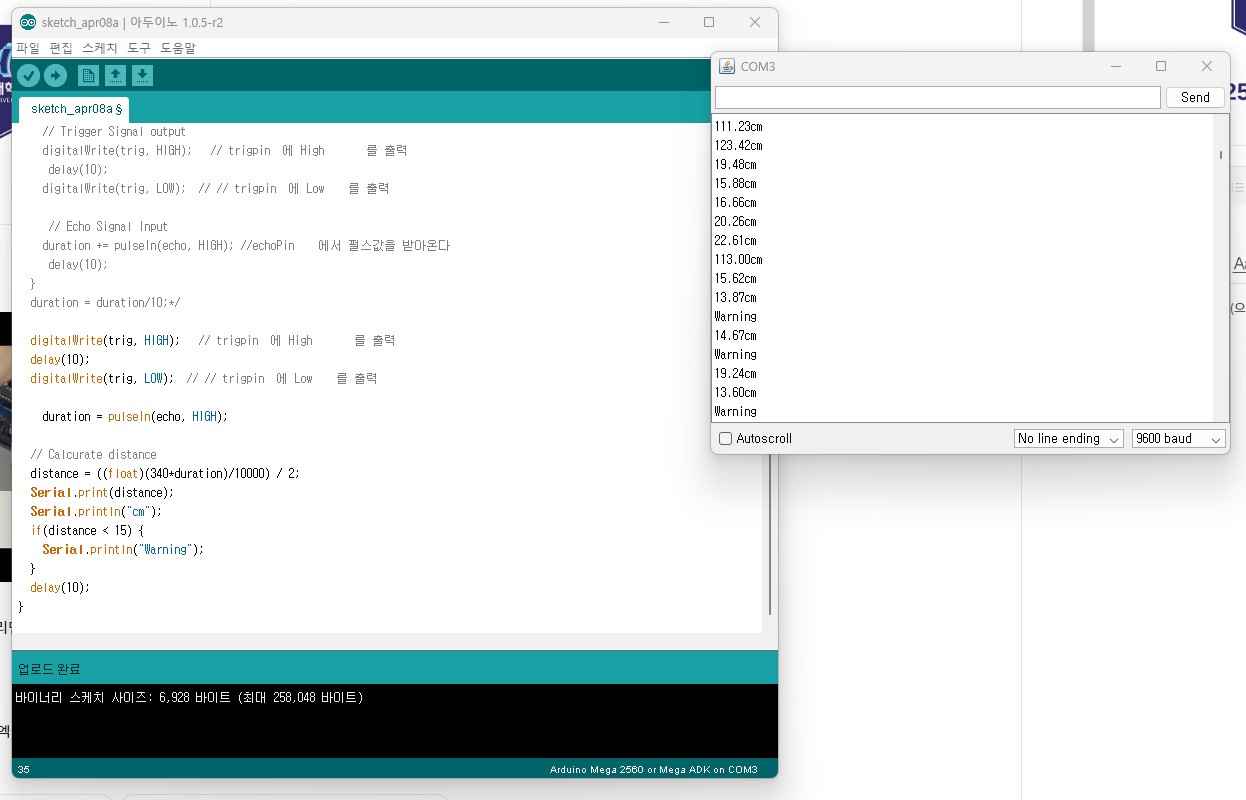 sketch_apr08a | 아두이노 1.0.5-r2
파일 편집 스케치 도구 도움말
sketch_apr08a §
// Trigger Signal output
digitalWrite(trig, HIGH); // trigpin 에 High 를 출력
delay(10);
digitalWrite(trig, LOW); // // trigpin 에 Low 를 출력
// Echo Signal Input
duration += pulseIn(echo, HIGH); //echoPin 에서 펄스값을 받아온다
delay(10);
}
duration = duration/10;*/
digitalWrite(trig, HIGH); // trigpin 에 High 를 출력
delay(10);
digitalWrite(trig, LOW); // // trigpin 에 Low 를 출력
duration = pulseIn(echo, HIGH);
// Calcurate distance
distance = ((float)(340*duration)/10000) / 2;
Serial.print(distance);
Serial.println("cm");
if(distance < 15) {
Serial.println("Warning");
}
delay(10);
}
업로드 완료
바이너리 스케치 사이즈: 6,928 바이트 (최대 258,048 바이트)
35
Arduino Mega 2560 or Mega ADK on COM3
COM3
Send
111.23cm
123.42cm
19.48cm
15.88cm
16.66cm
20.26cm
22.61cm
113.00cm
15.62cm
13.87cm
Warning
14.67cm
Warning
19.24cm
13.60cm
Warning
Autoscroll
No line ending
9600 baud